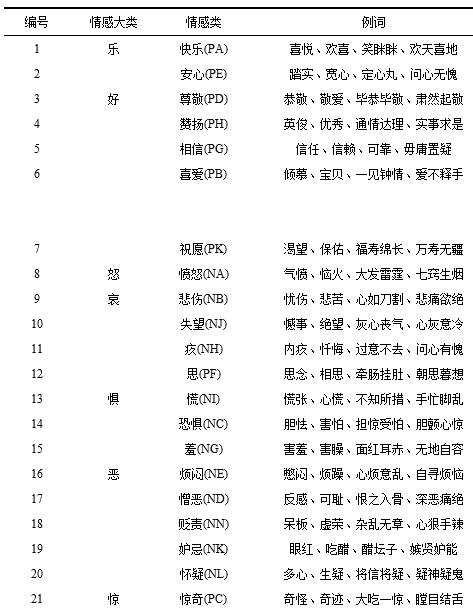 编号 情感大类 情感类 例词
1 乐 快乐(PA) 喜悦、欢喜、笑眯眯、欢天喜地
2 安心(PE) 踏实、宽心、定心丸、问心无愧
3 好 尊敬(PD) 恭敬、敬爱、毕恭毕敬、肃然起敬
4 赞扬(PH) 英俊、优秀、通情达理、实事求是
5 相信(PG) 信任、信赖、可靠、毋庸置疑
6 喜爱(PB) 倾慕、宝贝、一见钟情、爱不释手
7 祝愿(PK) 渴望、保佑、福寿绵长、万寿无疆
8 怒 愤怒(NA) 气愤、恼火、大发雷霆、七窍生烟
9 哀 悲伤(NB) 忧伤、悲苦、心如刀割、悲痛欲绝
10 失望(NJ) 憾事、绝望、灰心丧气、心灰意冷
11 疚(NH) 内疚、忏悔、过意不去、问心有愧
12 思(PF) 思念、相思、牵肠挂肚、朝思暮想
13 惧 慌(NI) 慌张、心慌、不知所措、手忙脚乱
14 恐惧(NC) 胆怯、害怕、担惊受怕、胆颤心惊
15 羞(NG) 害羞、害臊、面红耳赤、无地自容
16 恶 烦闷(NE) 憋闷、烦躁、心烦意乱、自寻烦恼
17 憎恶(ND) 反感、可耻、恨之入骨、深恶痛绝
18 贬责(NN) 呆板、虚荣、杂乱无章、心狠手辣
19 妒忌(NK) 眼红、吃醋、醋坛子、嫉贤妒能
20 怀疑(NL) 多心、生疑、将信将疑、疑神疑鬼
21 惊 惊奇(PC) 奇怪、奇迹、大吃一惊、瞠目结舌